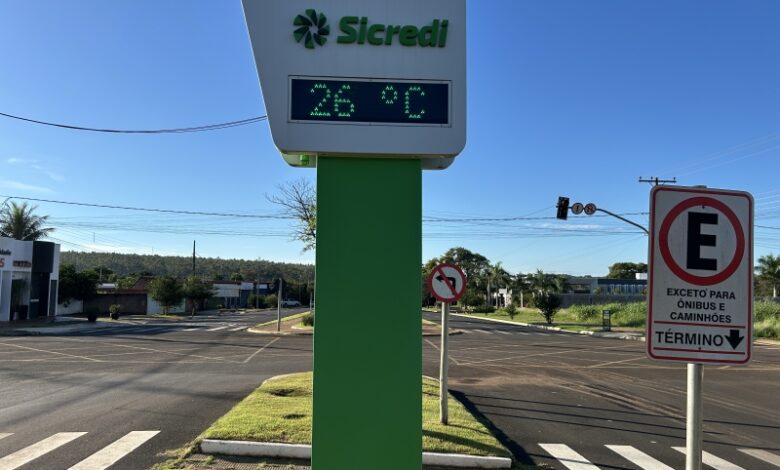 Sicredi
26 °C
E
EXCETO PARA
ÔNIBUS E
CAMINHÕES
TÉRMINO